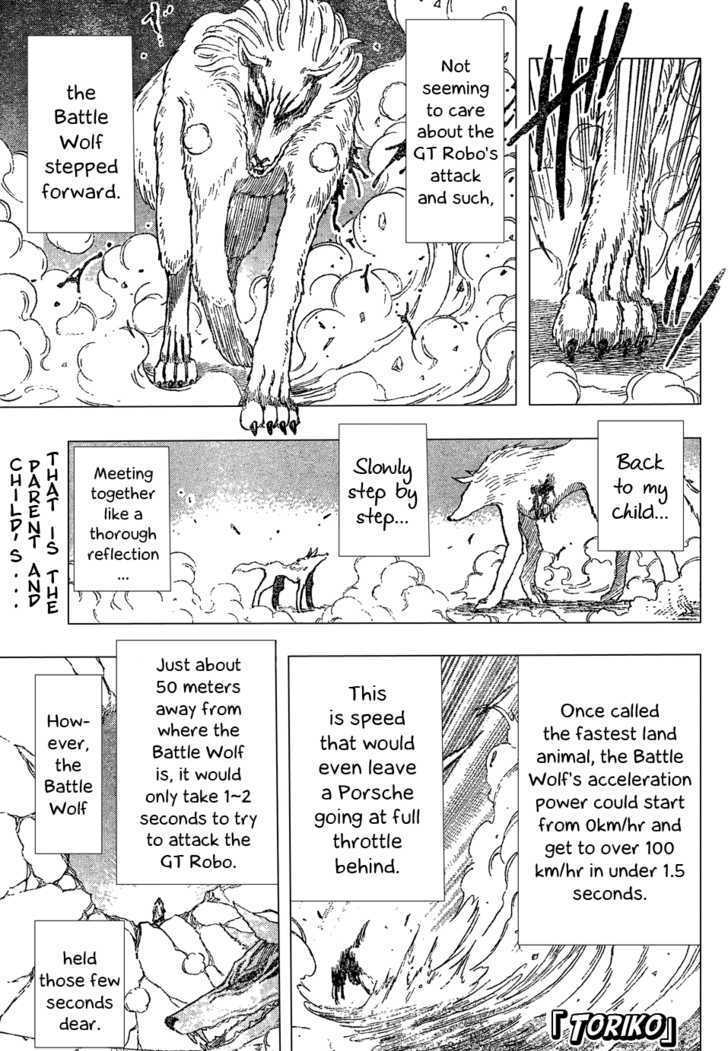 Not
seeming
to care
about the
GT Robo's
attack
and such,
the
Battle
Wolf
stepped
forward.
Back
to my
child...
Slowly
step by
step...
Meeting
together
like a
thorough
reflection
...
THAT IS THE
PARENT AND
CHILD'S...
Once called
the fastest land
animal, the Battle
Wolf's acceleration
power could start
from 0km/hr and
get to over 100
km/hr in under 1.5
seconds.
This
is speed
that would
even leave
a Porsche
going at full
throttle
behind.
Just about
50 meters
away from
where the
Battle Wolf
is, it would
only take 1~2
seconds to try
to attack the
GT Robo.
How-
ever,
the
Battle
Wolf
held
those few
seconds
dear.
『TORIKO』